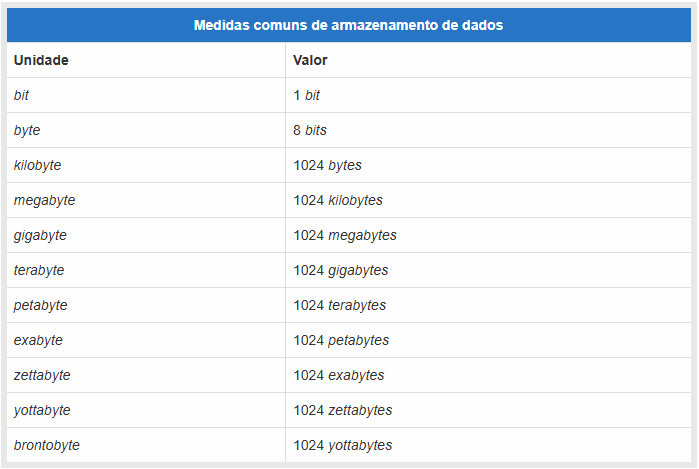 Medidas comuns de armazenamento de dados
Unidade Valor
bit 1 bit
byte 8 bits
kilobyte 1024 bytes
megabyte 1024 kilobytes
gigabyte 1024 megabytes
terabyte 1024 gigabytes
petabyte 1024 terabytes
exabyte 1024 petabytes
zettabyte 1024 exabytes
yottabyte 1024 zettabytes
brontobyte 1024 yottabytes